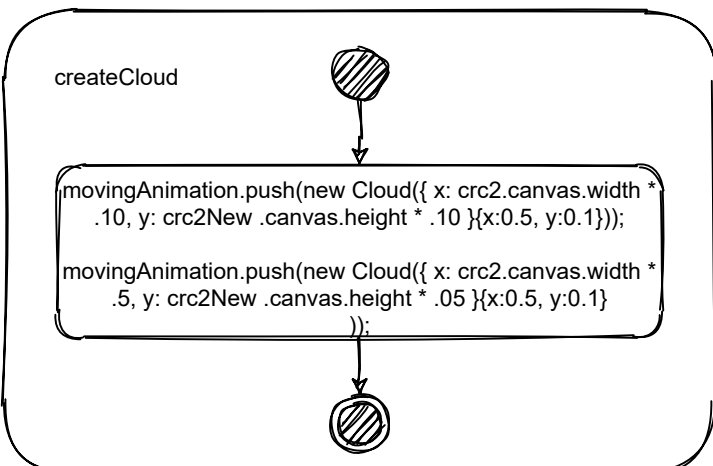 createCloud
movingAnimation.push(new Cloud({ x: crc2.canvas.width *
.10, y: crc2New .canvas.height * .10 }{x:0.5, y:0.1}));
movingAnimation.push(new Cloud({ x: crc2.canvas.width *
.5, y: crc2New .canvas.height * .05 }{x:0.5, y:0.1}
));